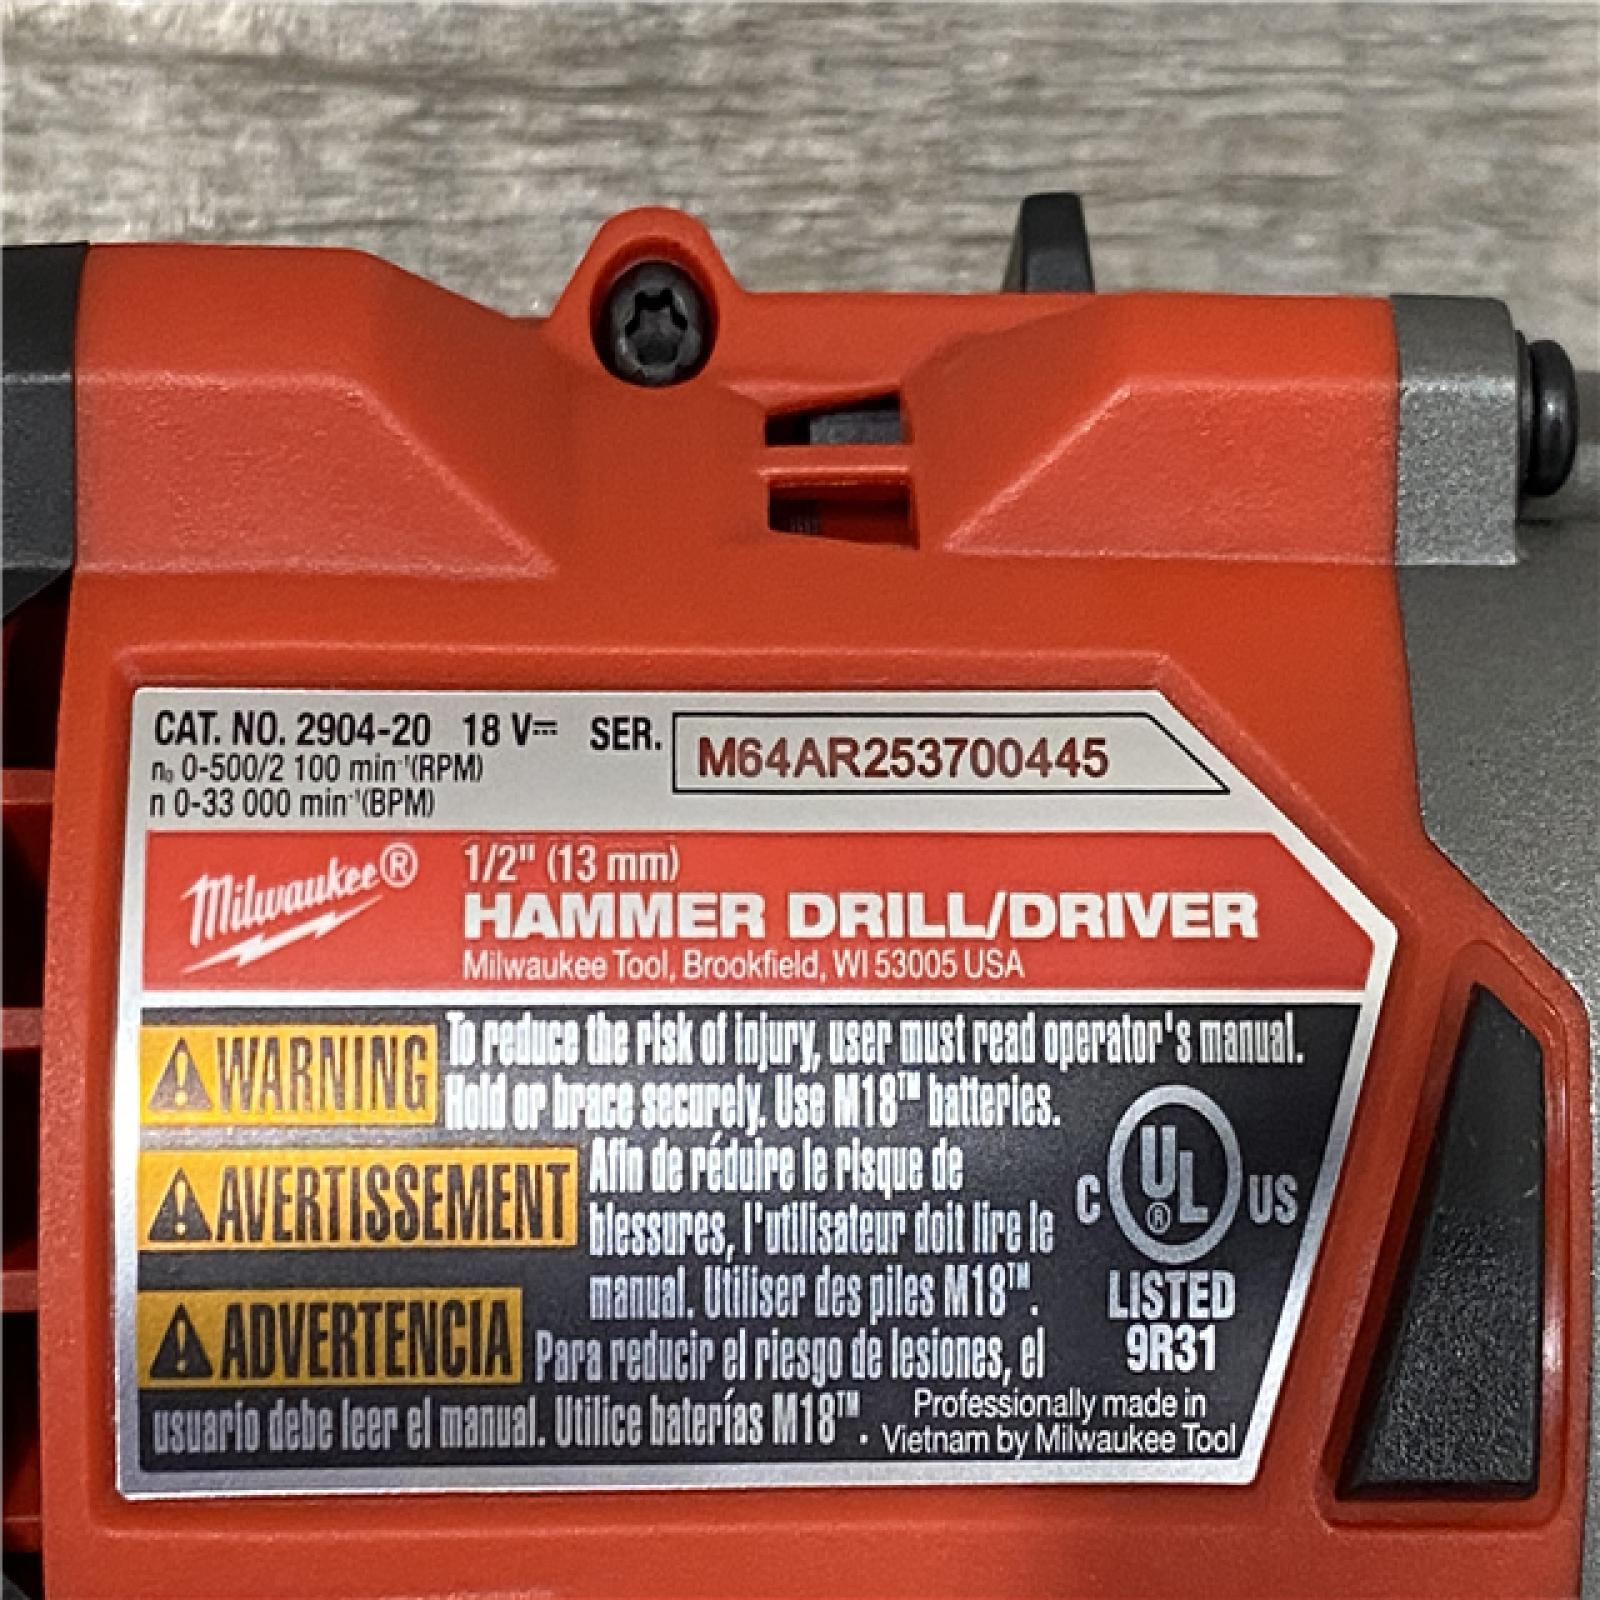 CAT. NO. 2904-20 18 V⎓ SER. M64AR253700445
n₀ 0-500/2 100 min⁻¹(RPM)
n 0-33 000 min⁻¹(BPM)
Milwaukee®
1/2" (13 mm)
HAMMER DRILL/DRIVER
Milwaukee Tool, Brookfield, WI 53005 USA
WARNING To reduce the risk of injury, user must read operator's manual.
Hold or brace securely. Use M18™ batteries.
AVERTISSEMENT Afin de réduire le risque de
blessures, l'utilisateur doit lire le
manual. Utiliser des piles M18™.
ADVERTENCIA Para reducir el riesgo de lesiones, el
usuario debe leer el manual. Utilice baterías M18™.
C UL® US
LISTED
9R31
Professionally made in
Vietnam by Milwaukee Tool